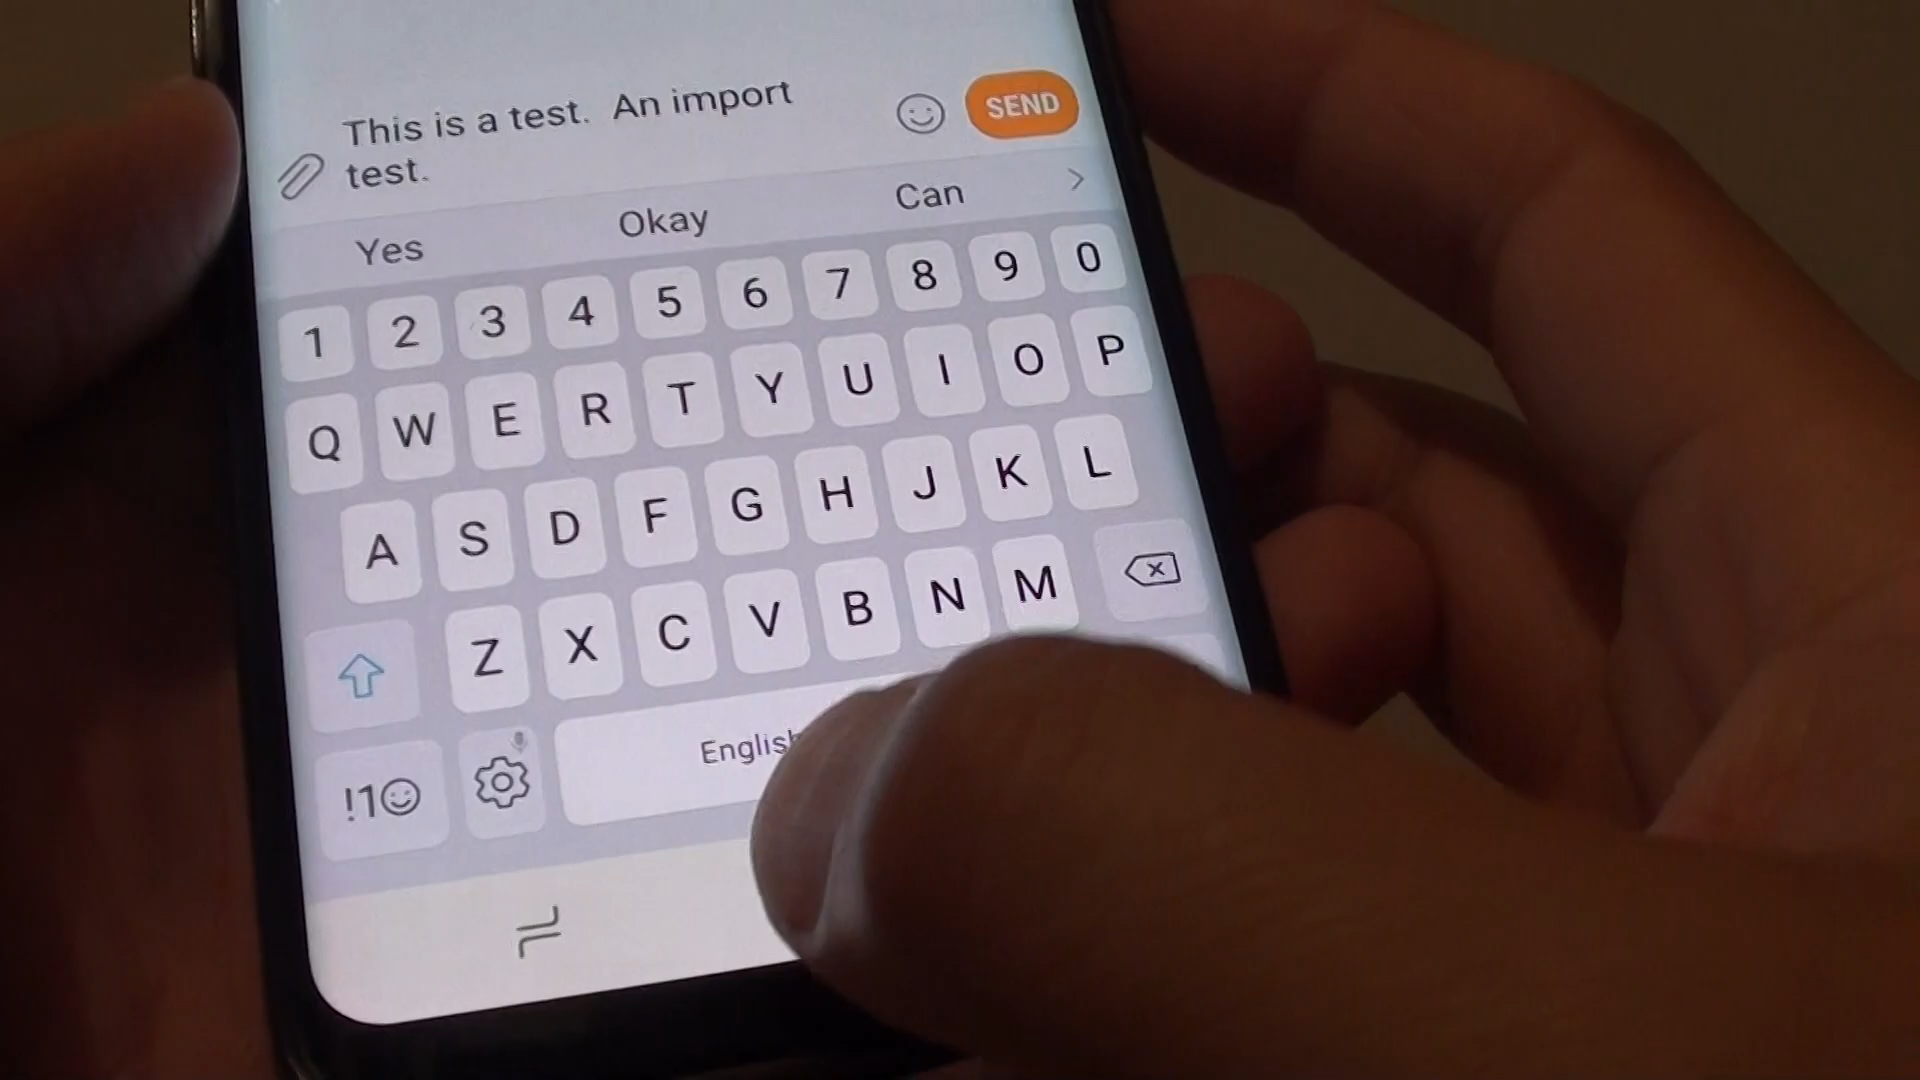 This is a test.  An import
test.
SEND
Yes Okay Can
1 2 3 4 5 6 7 8 9 0
Q W E R T Y U I O P
A S D F G H J K L
Z X C V B N M
!1☺
English